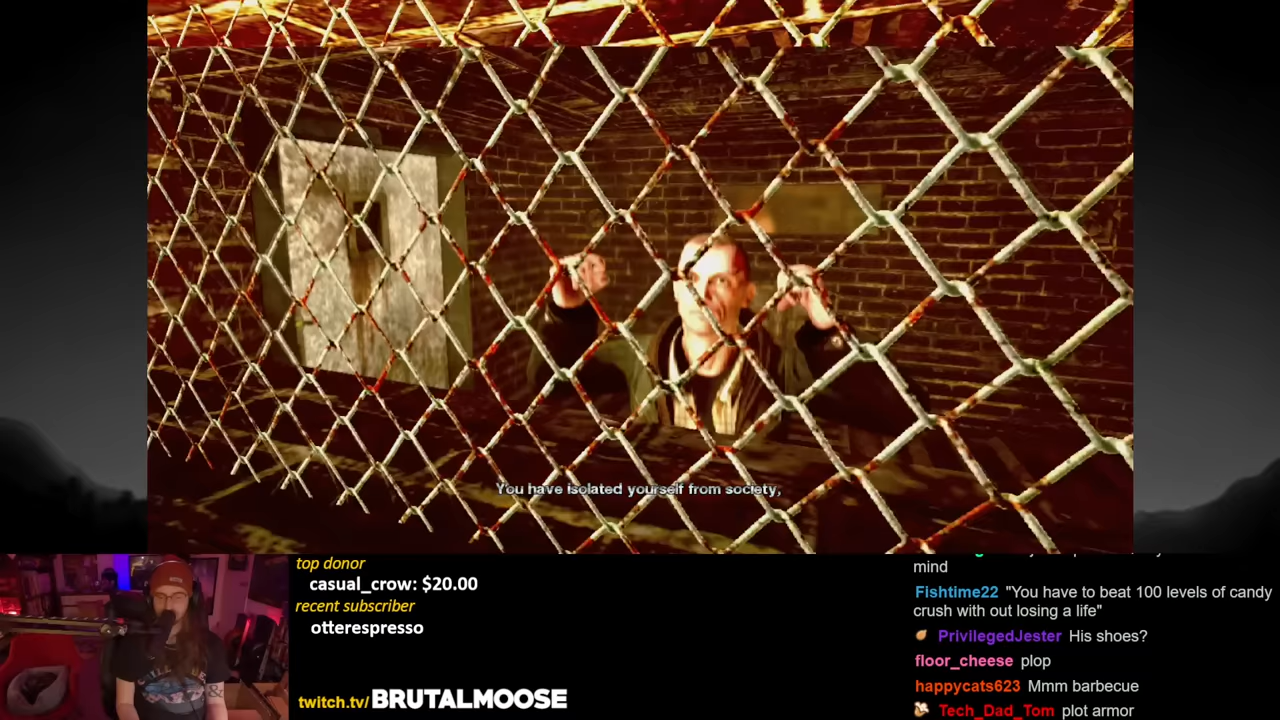 You have isolated yourself from society,
top donor
casual_crow: $20.00
recent subscriber
otterespresso
twitch.tv/BRUTALMOOSE
mind
Fishtime22 "You have to beat 100 levels of candy
crush with out losing a life"
PrivilegedJester His shoes?
floor_cheese plop
happycats623 Mmm barbecue
Tech_Dad_Tom plot armor